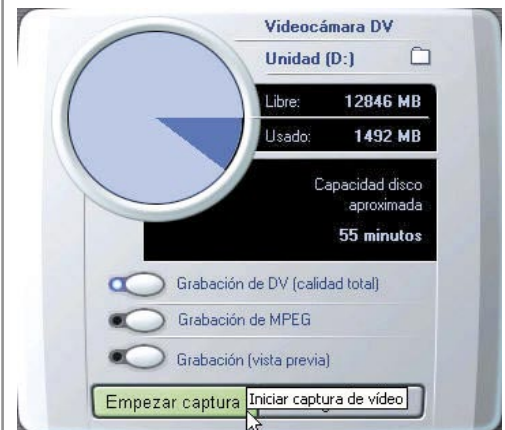 Videocámara DV
Unidad (D:)
Libre: 12846 MB
Usado: 1492 MB
Capacidad disco
aproximada
55 minutos
Grabación de DV (calidad total)
Grabación de MPEG
Grabación (vista previa)
Empezar captura Iniciar captura de vídeo